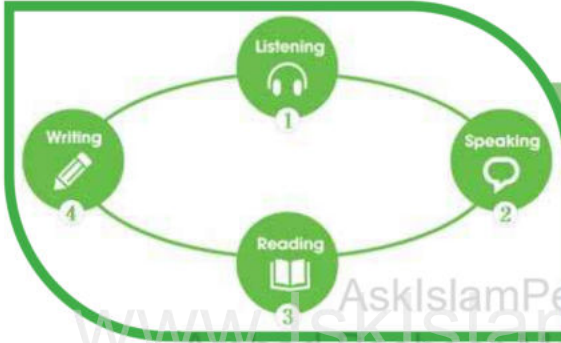 Listening
1
Speaking
2
Reading
3
Writing
4
AskIslamPe